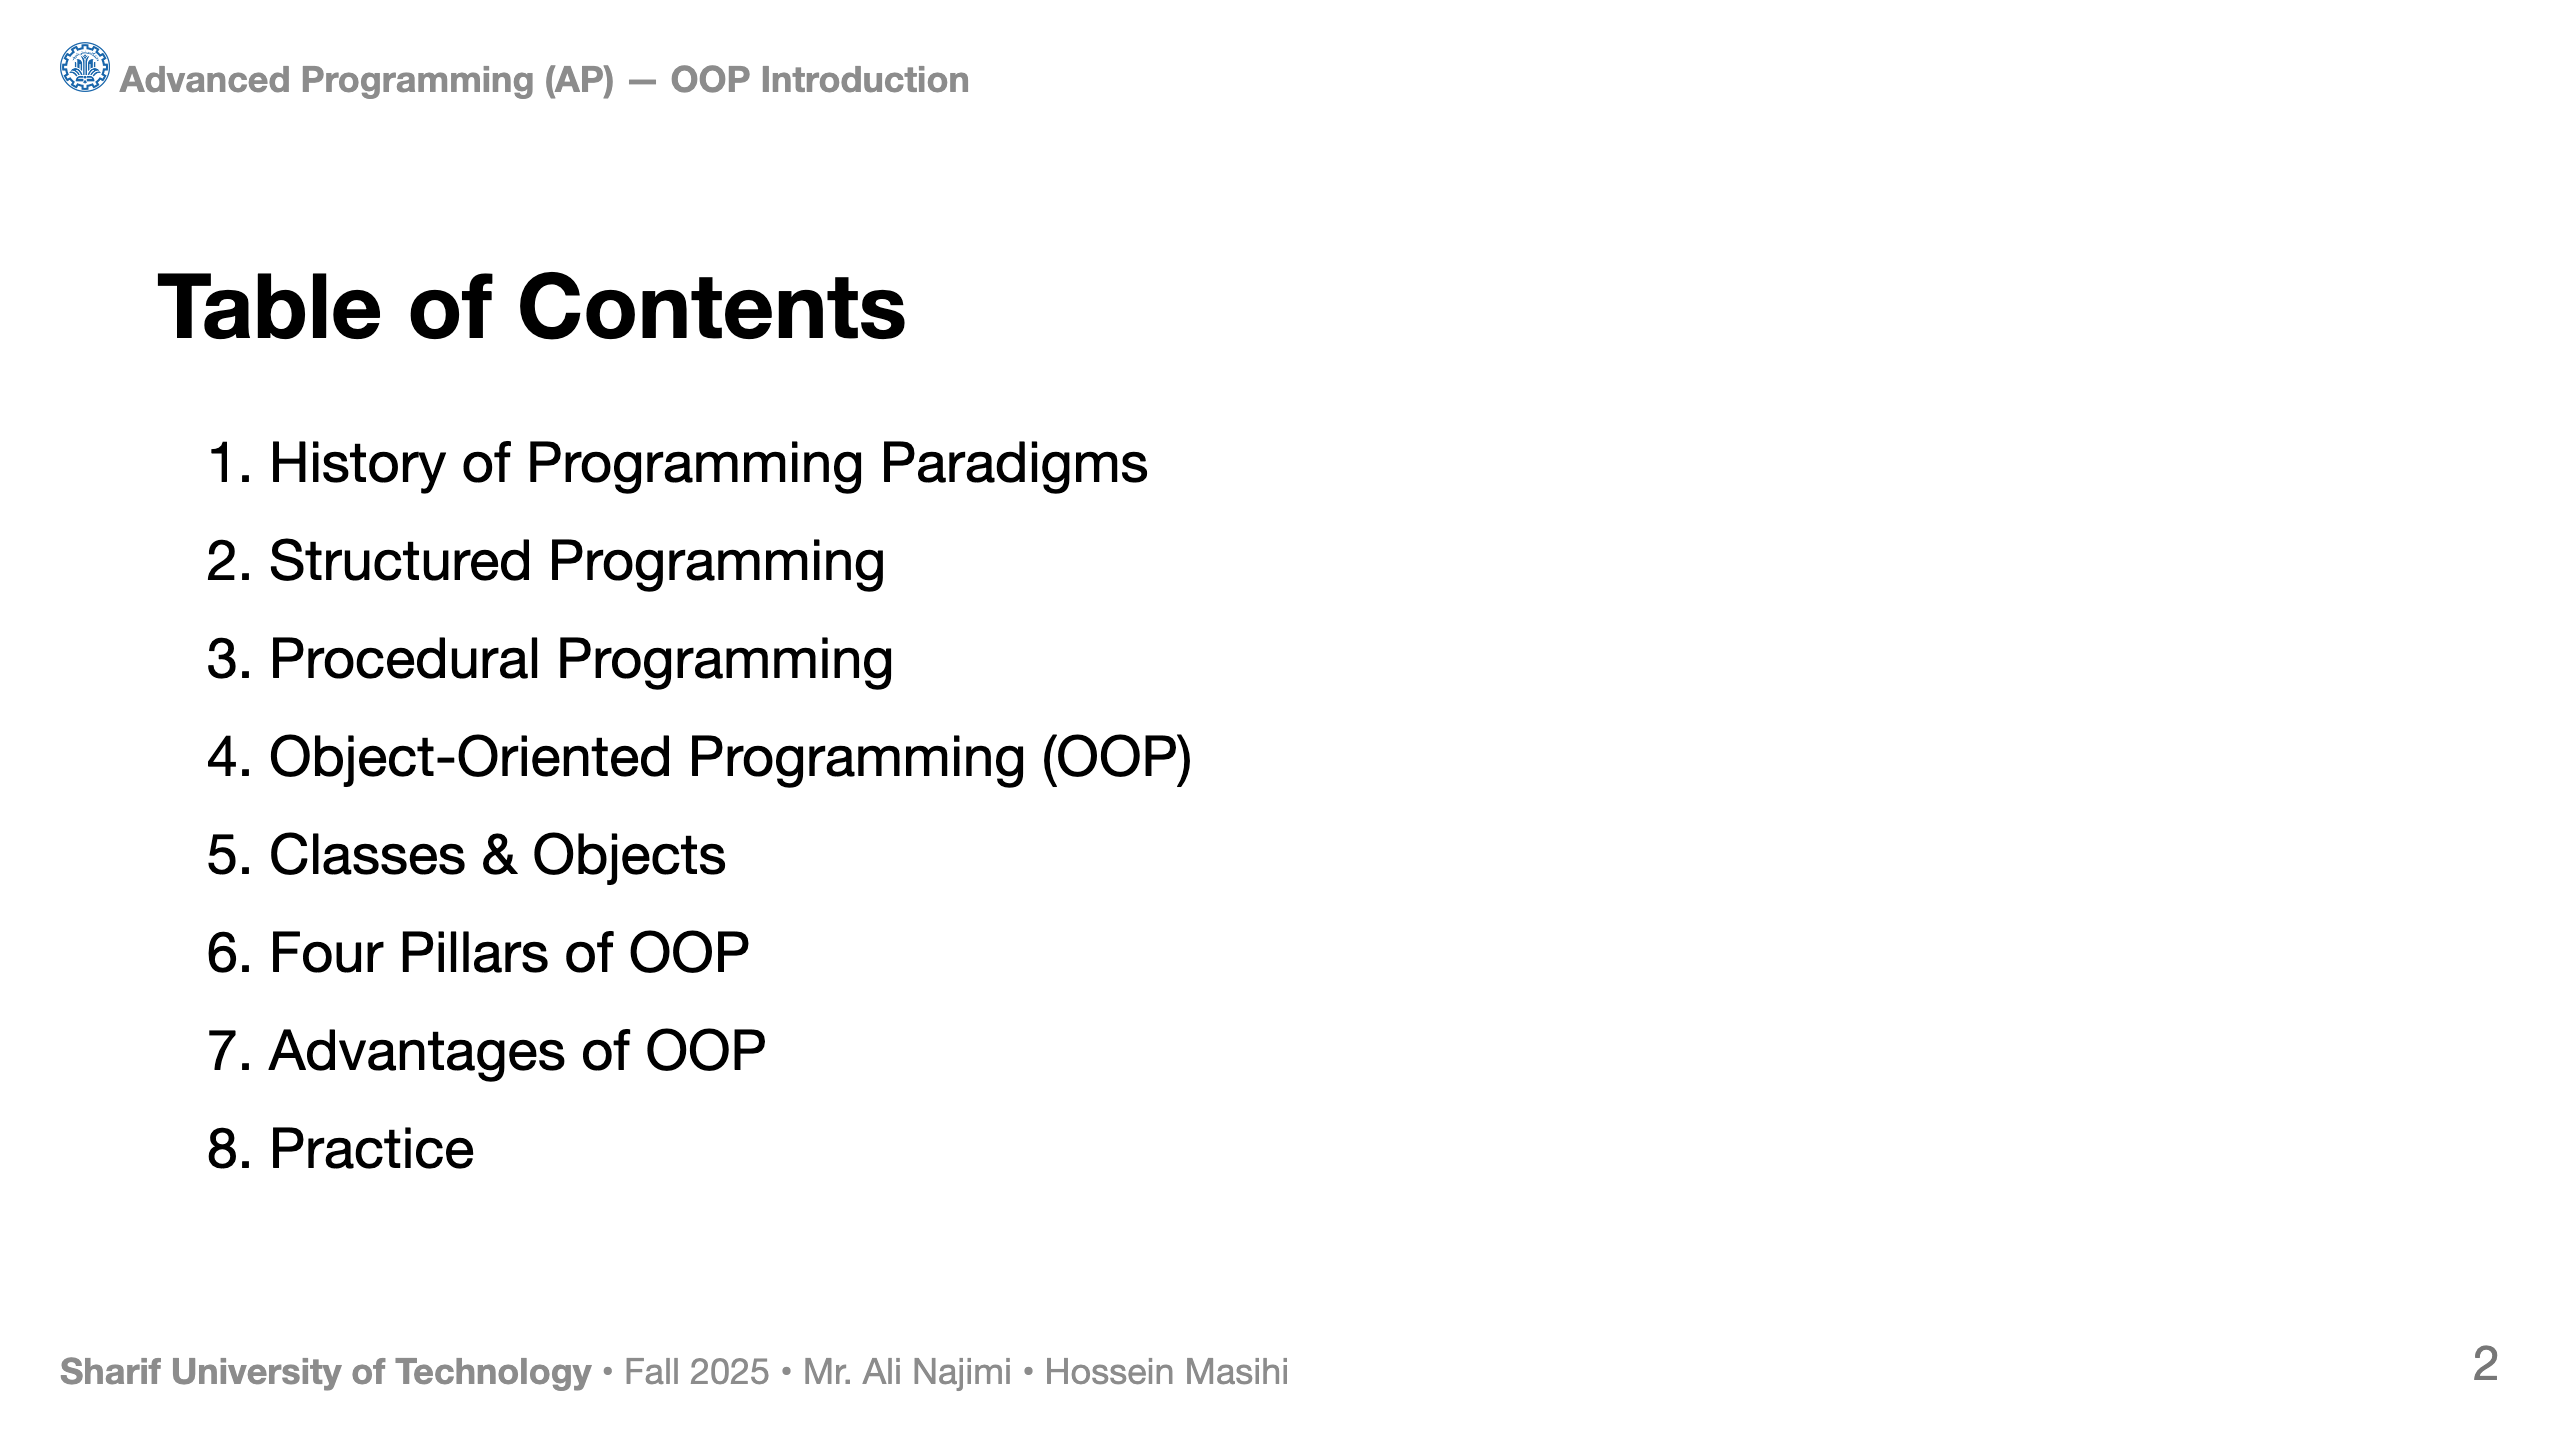 Advanced Programming (AP) — OOP Introduction
Table of Contents
1. History of Programming Paradigms
2. Structured Programming
3. Procedural Programming
4. Object-Oriented Programming (OOP)
5. Classes & Objects
6. Four Pillars of OOP
7. Advantages of OOP
8. Practice
Sharif University of Technology • Fall 2025 • Mr. Ali Najimi • Hossein Masihi
2